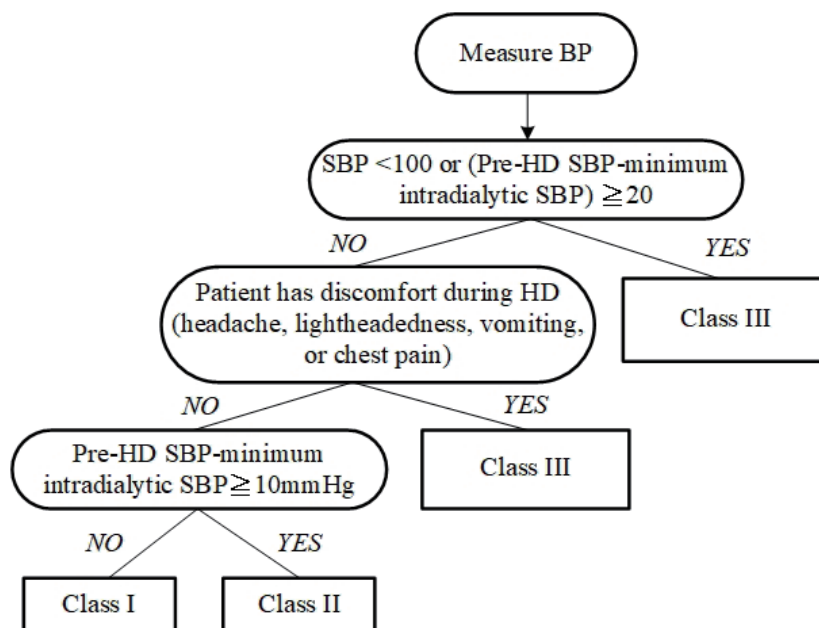 Measure BP
SBP <100 or (Pre-HD SBP-minimum
intradialytic SBP) ≧20
NO
YES
Patient has discomfort during HD
(headache, lightheadedness, vomiting,
or chest pain)
Class III
NO
YES
Pre-HD SBP-minimum
intradialytic SBP≧10mmHg
Class III
NO
YES
Class I
Class II